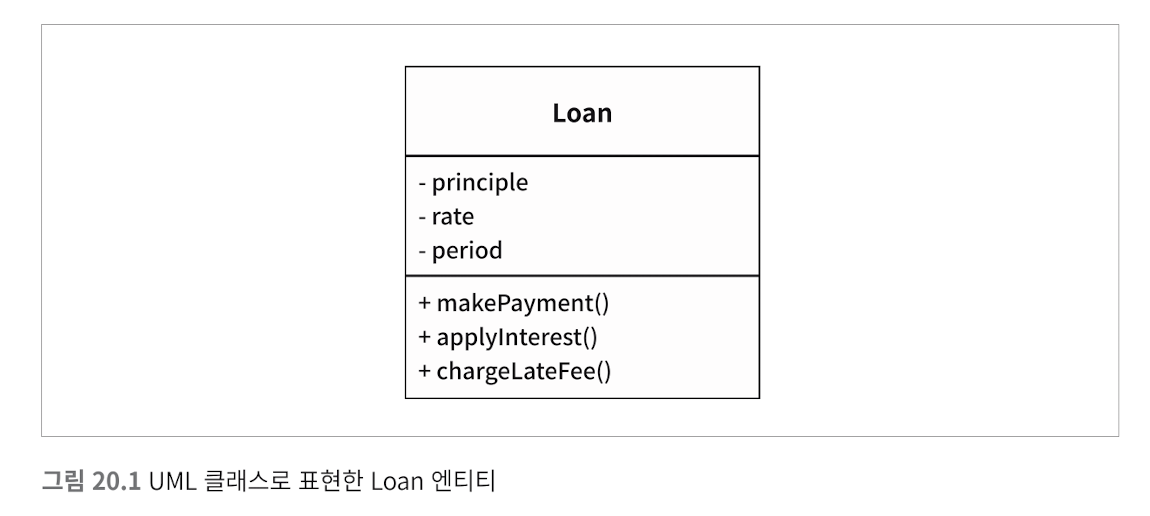 Loan
- principle
- rate
- period
+ makePayment()
+ applyInterest()
+ chargeLateFee()
그림 20.1 UML 클래스로 표현한 Loan 엔티티